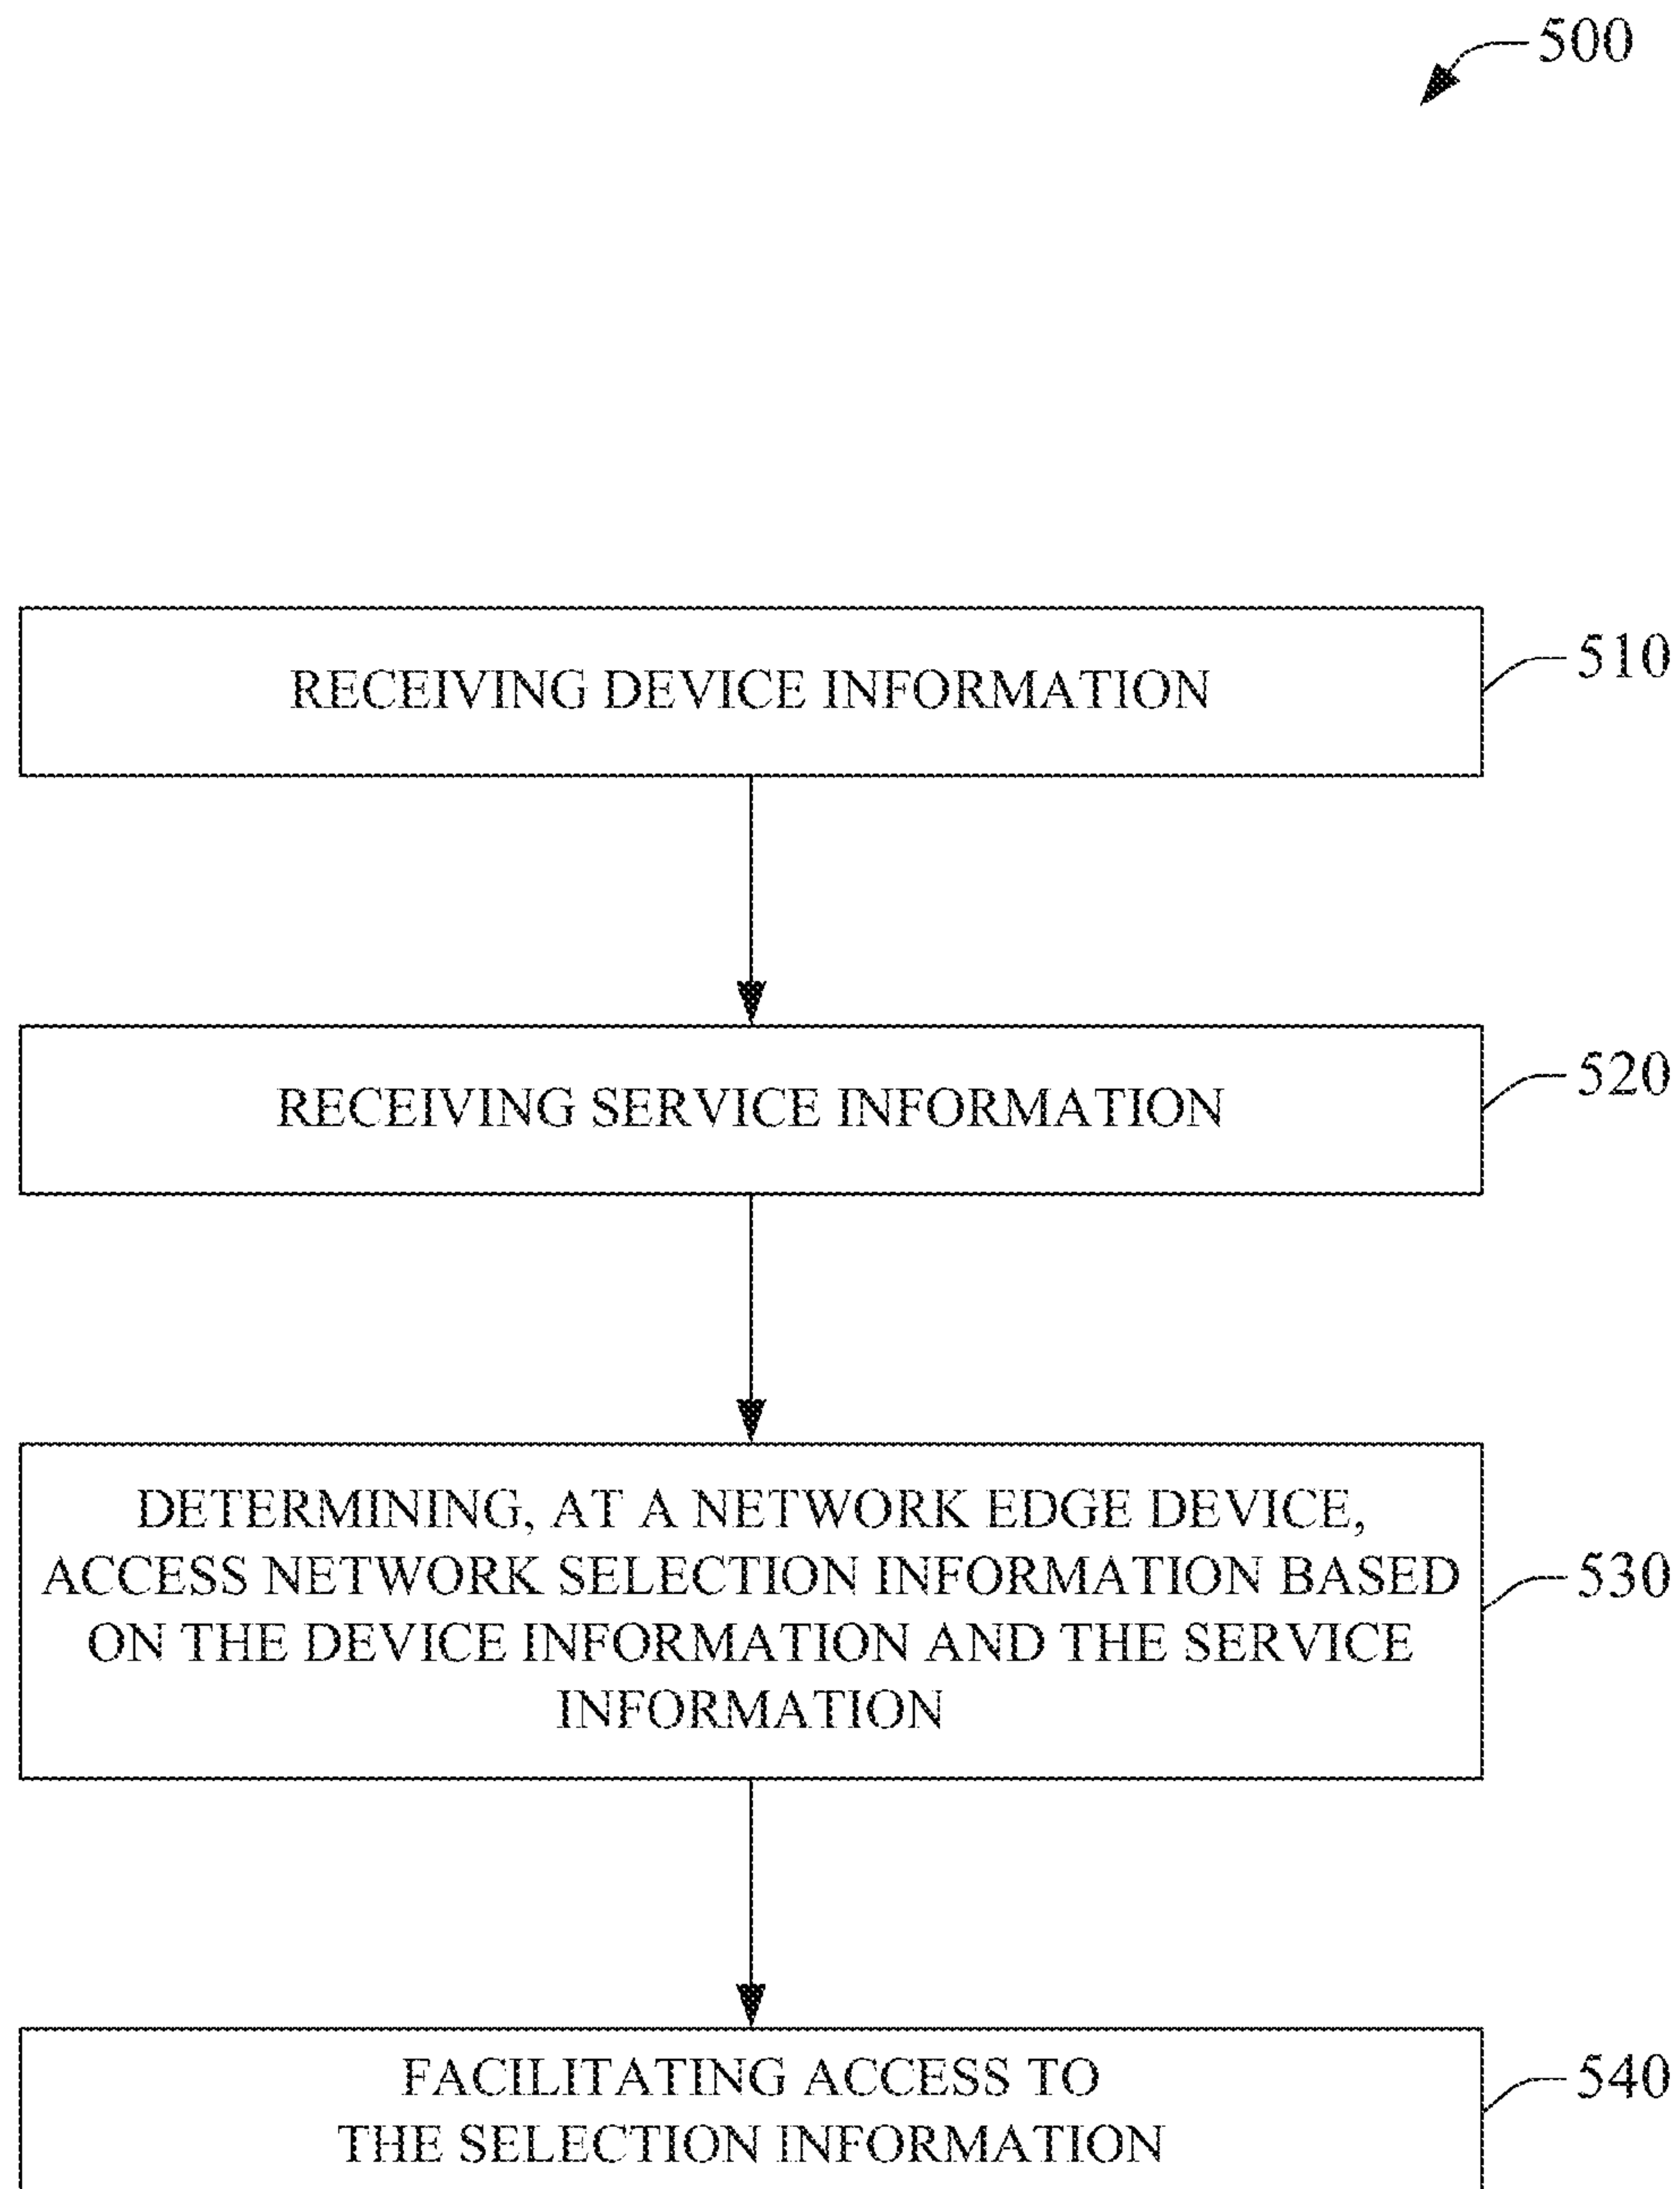 500
RECEIVING DEVICE INFORMATION
510
RECEIVING SERVICE INFORMATION
520
DETERMINING, AT A NETWORK EDGE DEVICE,
ACCESS NETWORK SELECTION INFORMATION BASED
ON THE DEVICE INFORMATION AND THE SERVICE
INFORMATION
530
FACILITATING ACCESS TO
THE SELECTION INFORMATION
540